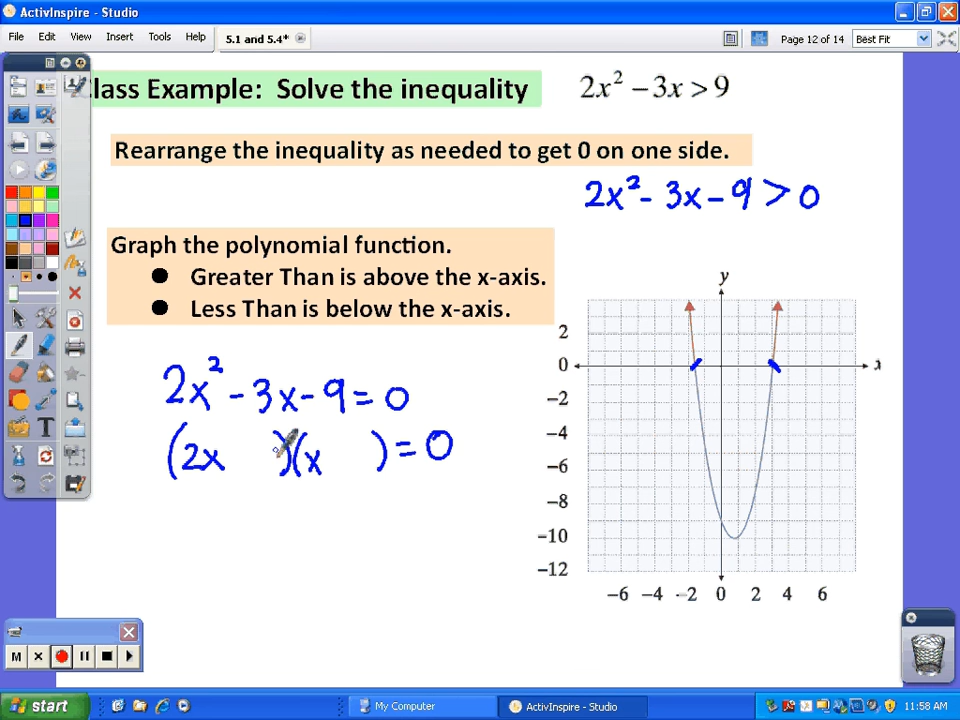 ActivInspire - Studio
File Edit View Insert Tools Help 5.1 and 5.4* Page 12 of 14 Best Fit
Class Example: Solve the inequality 2x² − 3x > 9
Rearrange the inequality as needed to get 0 on one side.
2x² - 3x - 9 > 0
Graph the polynomial function.
● Greater Than is above the x-axis.
● Less Than is below the x-axis.
2x² - 3x - 9 = 0
(2x )(x ) = 0
y
x
2
0
−2
−4
−6
−8
−10
−12
−6 −4 −2 0 2 4 6
M
start My Computer ActivInspire - Studio 11:58 AM